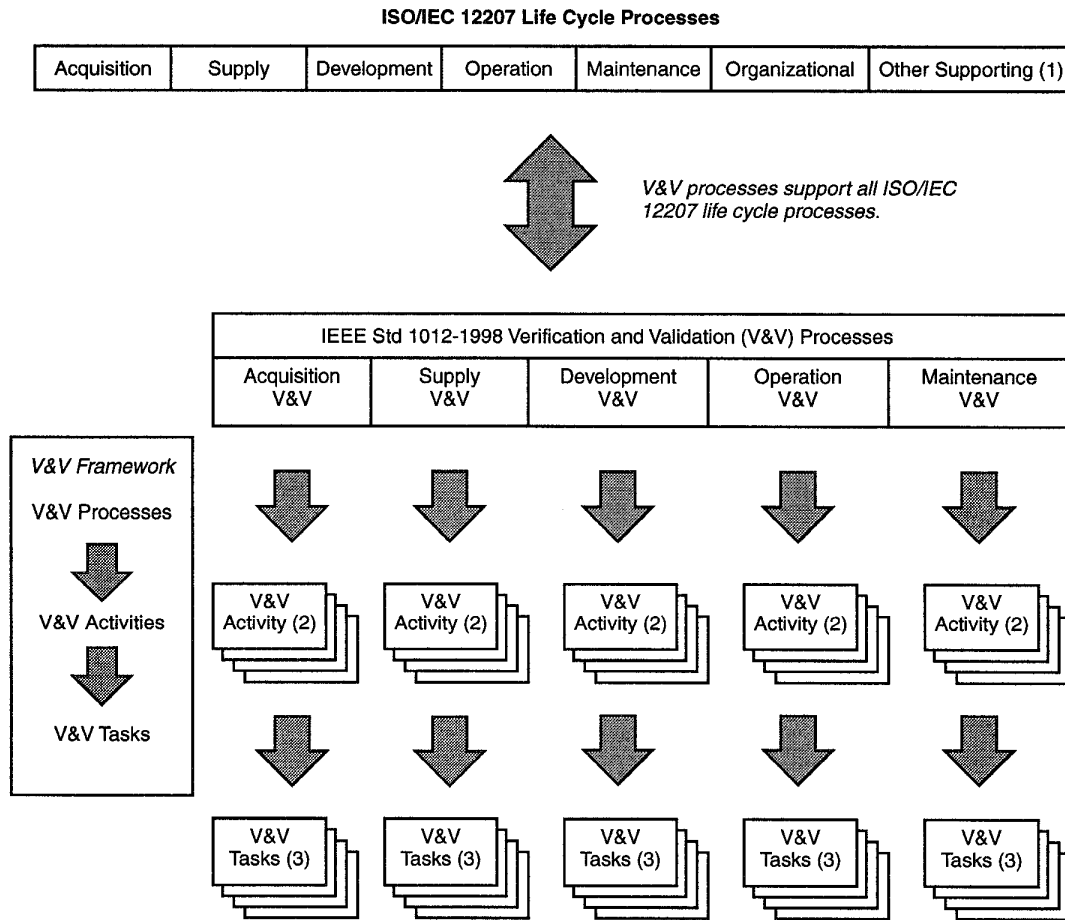 ISO/IEC 12207 Life Cycle Processes
Acquisition
Supply
Development
Operation
Maintenance
Organizational
Other Supporting (1)
V&V processes support all ISO/IEC
12207 life cycle processes.
IEEE Std 1012-1998 Verification and Validation (V&V) Processes
Acquisition
V&V
Supply
V&V
Development
V&V
Operation
V&V
Maintenance
V&V
V&V Framework
V&V Processes
V&V Activities
V&V Tasks
V&V
Activity (2)
V&V
Activity (2)
V&V
Activity (2)
V&V
Activity (2)
V&V
Activity (2)
V&V
Tasks (3)
V&V
Tasks (3)
V&V
Tasks (3)
V&V
Tasks (3)
V&V
Tasks (3)